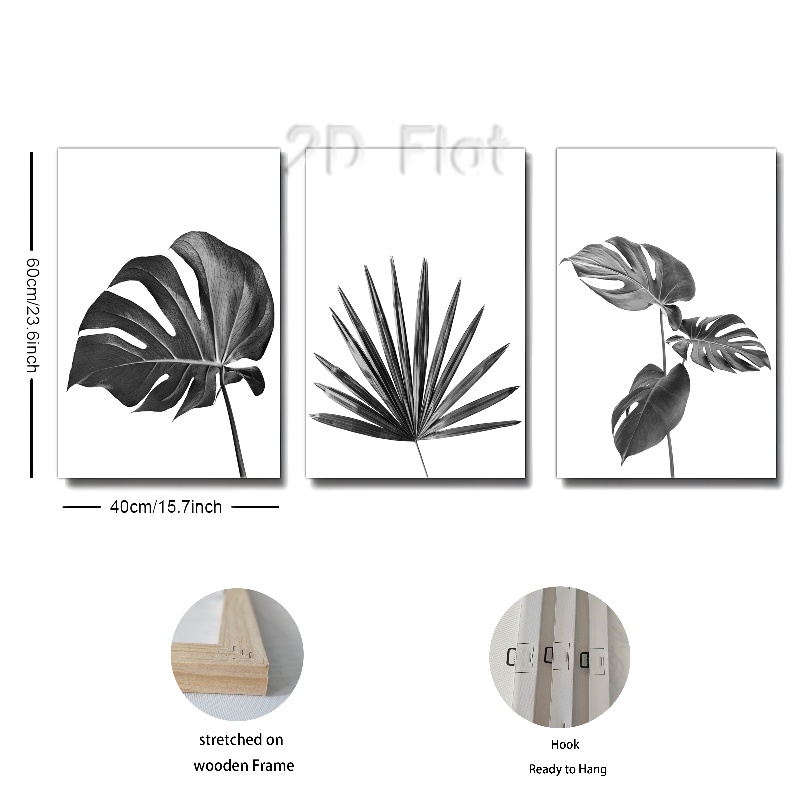 2D Flat
60cm/23.6inch
40cm/15.7inch
stretched on
wooden Frame
Hook
Ready to Hang